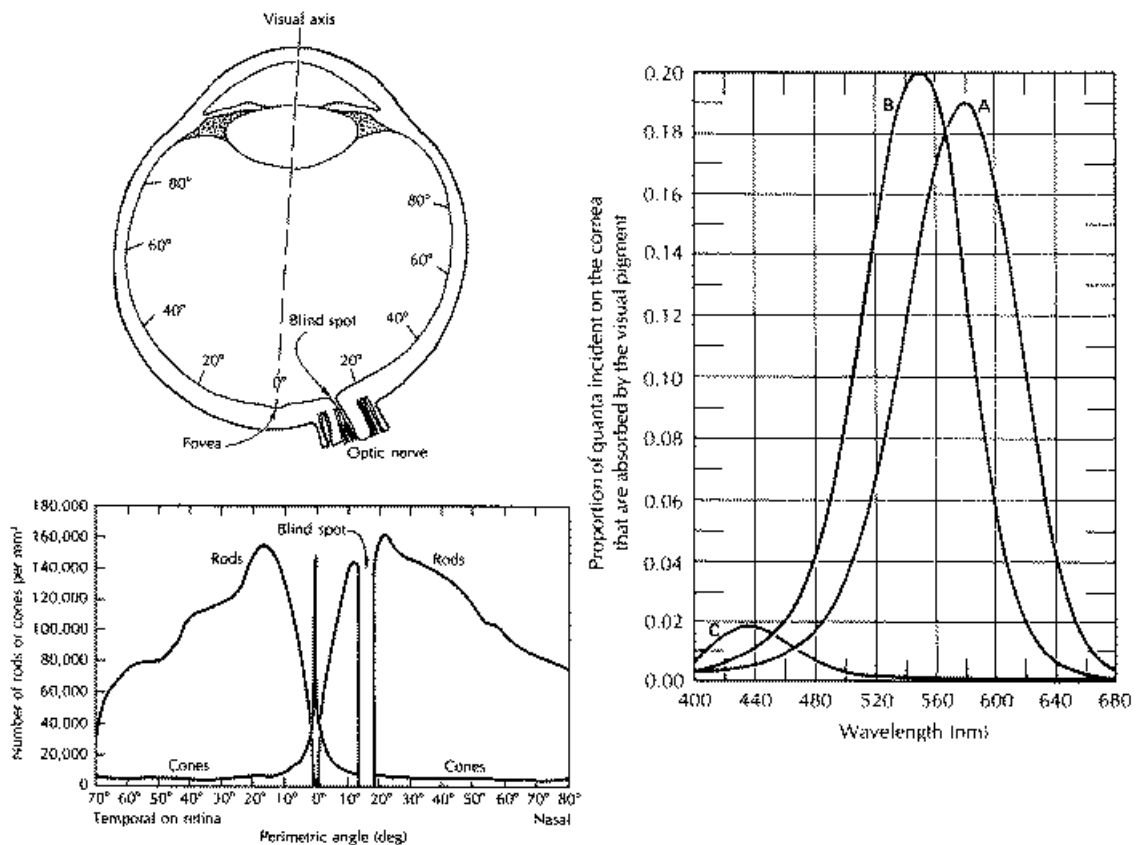 Visual axis
80°
80°
60°
60°
40°
40°
Blind spot
20°
20°
0°
Fovea
Optic nerve
180,000
160,000
140,000
120,000
100,000
80,000
60,000
40,000
20,000
0
Number of rods or cones per mm²
Blind spot
Rods
Rods
Cones
Cones
70° 60° 50° 40° 30° 20° 10° 0° 10° 20° 30° 40° 50° 60° 70° 80°
Temporal on retina
Nasal
Perimetric angle (deg)
0.20
0.18
0.16
0.14
0.12
0.10
0.08
0.06
0.04
0.02
0.00
Proportion of quanta incident on the cornea
that are absorbed by the visual pigment
B
A
C
400 440 480 520 560 600 640 680
Wavelength (nm)